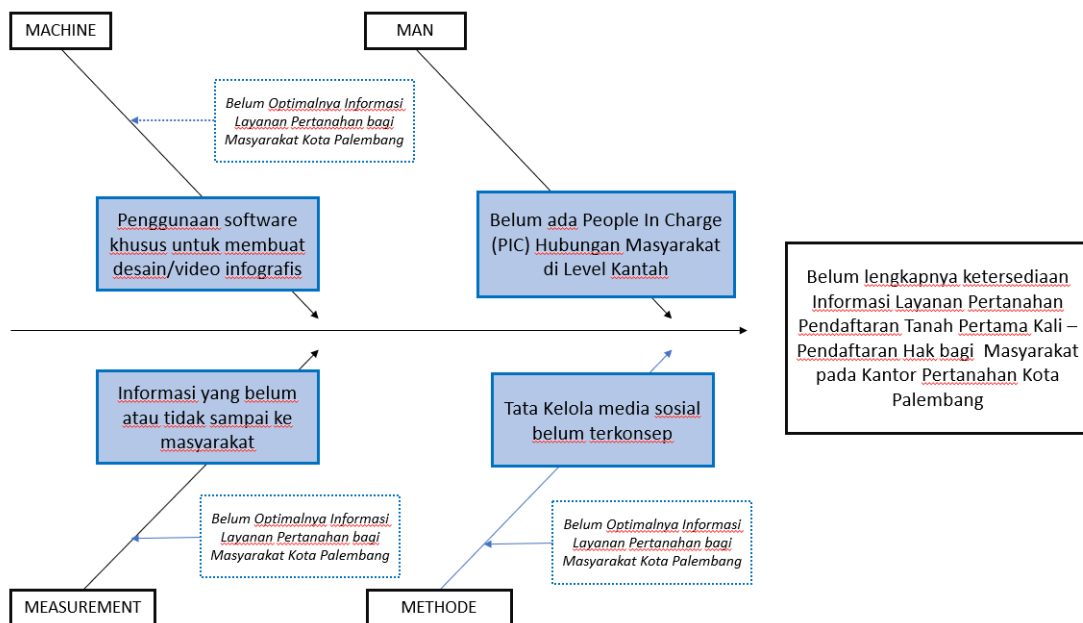 MACHINE
MAN
Belum Optimalnya Informasi
Layanan Pertanahan bagi
Masyarakat Kota Palembang
Penggunaan software
khusus untuk membuat
desain/video infografis
Belum ada People In Charge
(PIC) Hubungan Masyarakat
di Level Kantah
Belum lengkapnya ketersediaan
Informasi Layanan Pertanahan
Pendaftaran Tanah Pertama Kali –
Pendaftaran Hak bagi Masyarakat
pada Kantor Pertanahan Kota
Palembang
Informasi yang belum
atau tidak sampai ke
masyarakat
Tata Kelola media sosial
belum terkonsep
Belum Optimalnya Informasi
Layanan Pertanahan bagi
Masyarakat Kota Palembang
Belum Optimalnya Informasi
Layanan Pertanahan bagi
Masyarakat Kota Palembang
MEASUREMENT
METHODE